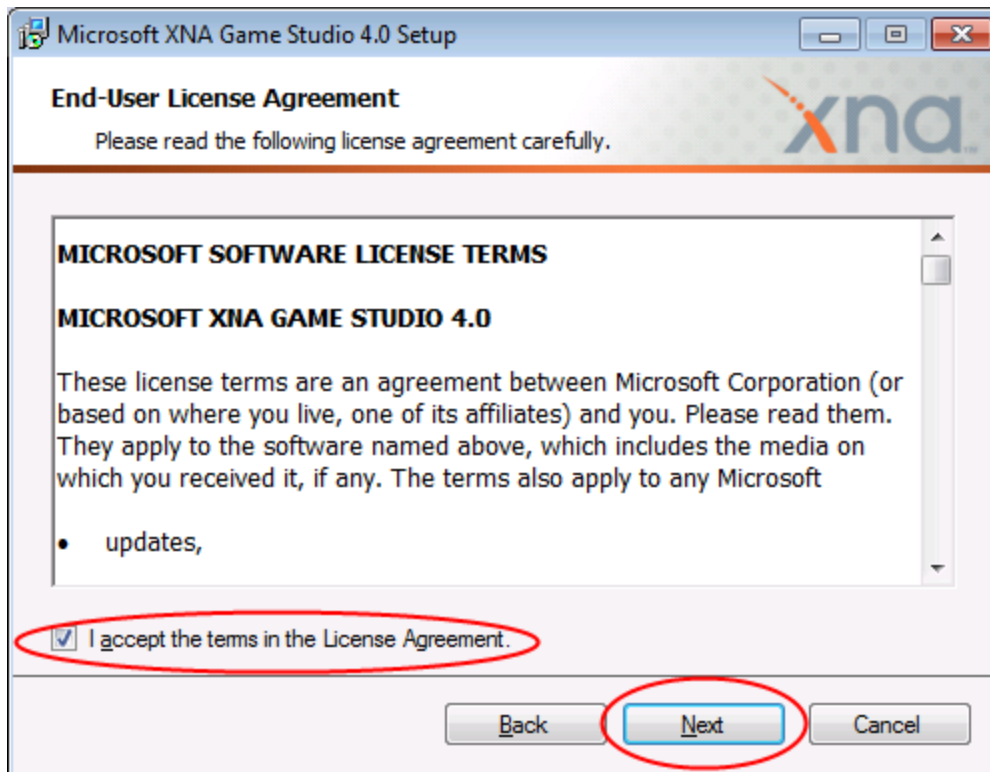 Microsoft XNA Game Studio 4.0 Setup
End-User License Agreement
Please read the following license agreement carefully.
xna
MICROSOFT SOFTWARE LICENSE TERMS
MICROSOFT XNA GAME STUDIO 4.0
These license terms are an agreement between Microsoft Corporation (or
based on where you live, one of its affiliates) and you. Please read them.
They apply to the software named above, which includes the media on
which you received it, if any. The terms also apply to any Microsoft
• updates,
I accept the terms in the License Agreement.
Back Next Cancel